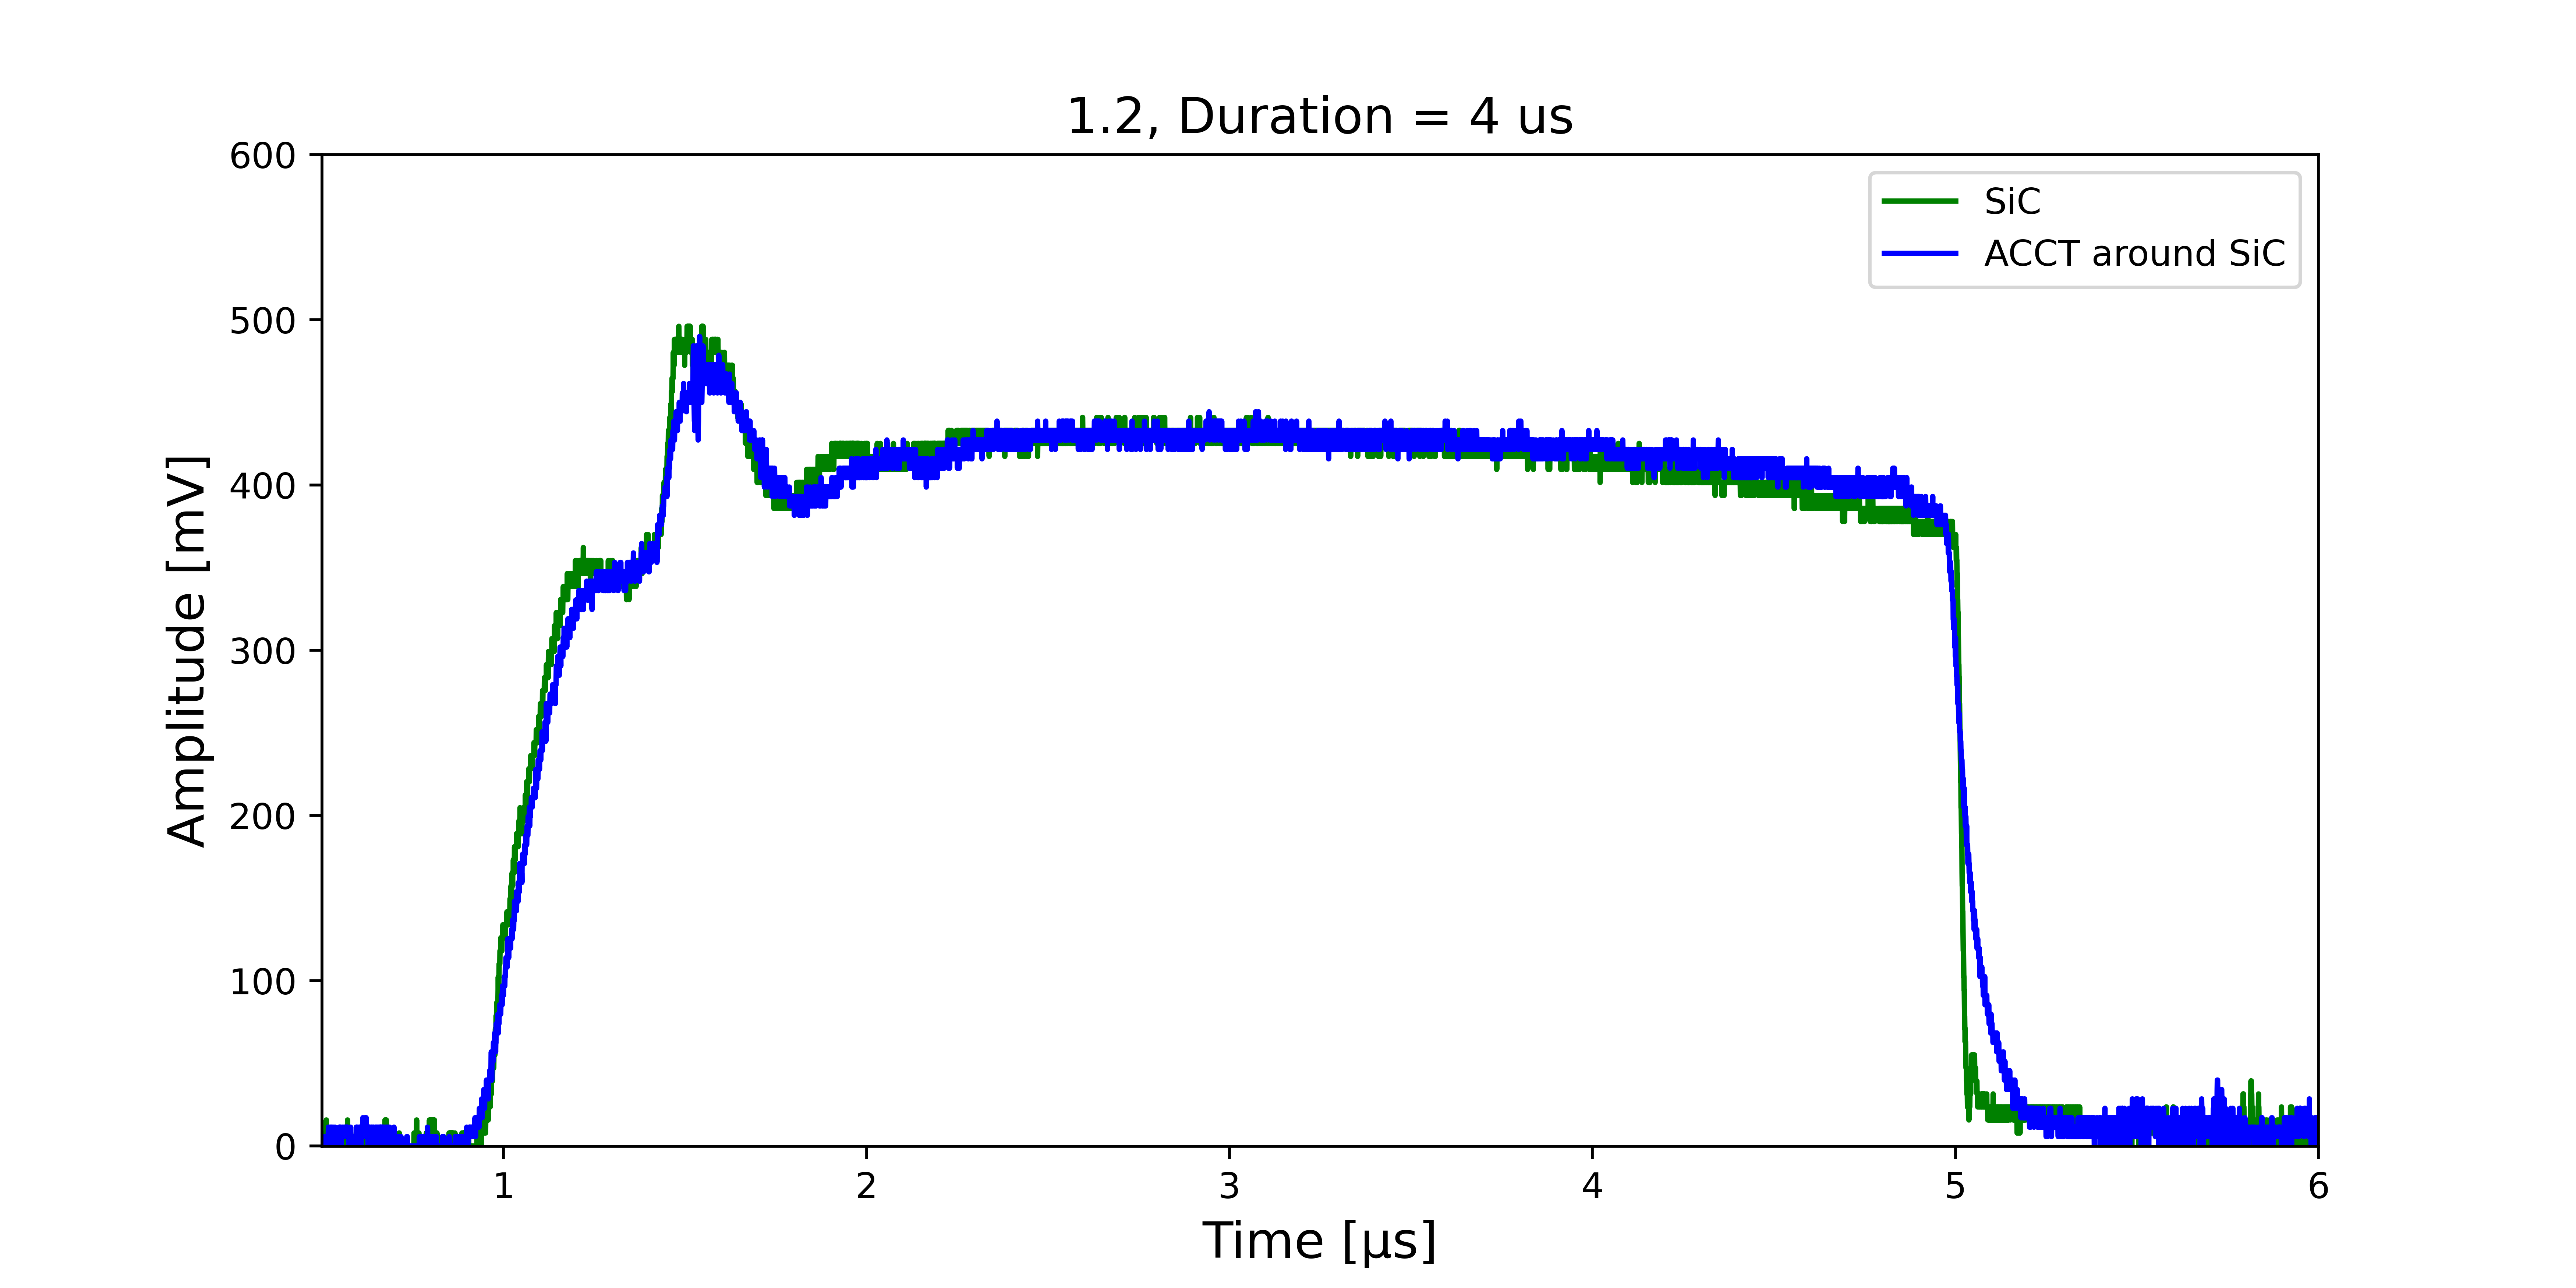 1.2, Duration = 4 us
600
500
400
300
200
100
0
Amplitude [mV]
SiC
ACCT around SiC
1
2
3
4
5
6
Time [µs]